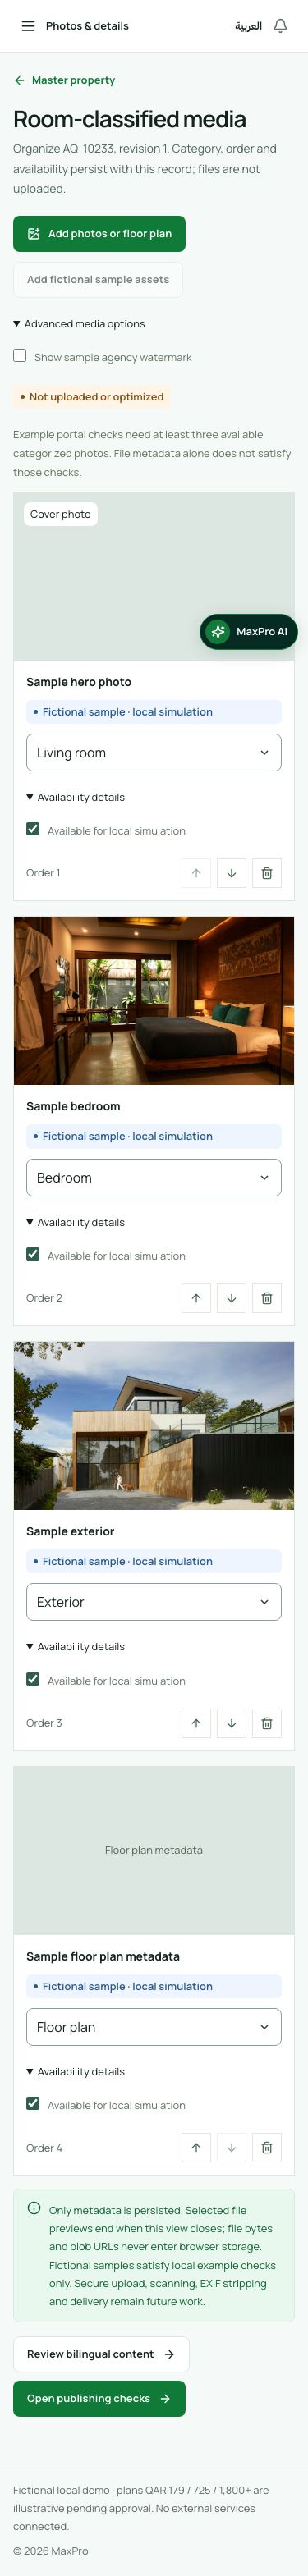 Photos & details
العربية
Master property
Room-classified media
Organize AQ-10233, revision 1. Category, order and
availability persist with this record; files are not
uploaded.
Add photos or floor plan
Add fictional sample assets
Advanced media options
Show sample agency watermark
Not uploaded or optimized
Example portal checks need at least three available
categorized photos. File metadata alone does not satisfy
those checks.
Cover photo
MaxPro AI
Sample hero photo
Fictional sample · local simulation
Living room
Availability details
Available for local simulation
Order 1
Sample bedroom
Fictional sample · local simulation
Bedroom
Availability details
Available for local simulation
Order 2
Sample exterior
Fictional sample · local simulation
Exterior
Availability details
Available for local simulation
Order 3
Floor plan metadata
Sample floor plan metadata
Fictional sample · local simulation
Floor plan
Availability details
Available for local simulation
Order 4
Only metadata is persisted. Selected file
previews end when this view closes; file bytes
and blob URLs never enter browser storage.
Fictional samples satisfy local example checks
only. Secure upload, scanning, EXIF stripping
and delivery remain future work.
Review bilingual content
Open publishing checks
Fictional local demo · plans QAR 179 / 725 / 1,800+ are
illustrative pending approval. No external services
connected.
© 2026 MaxPro